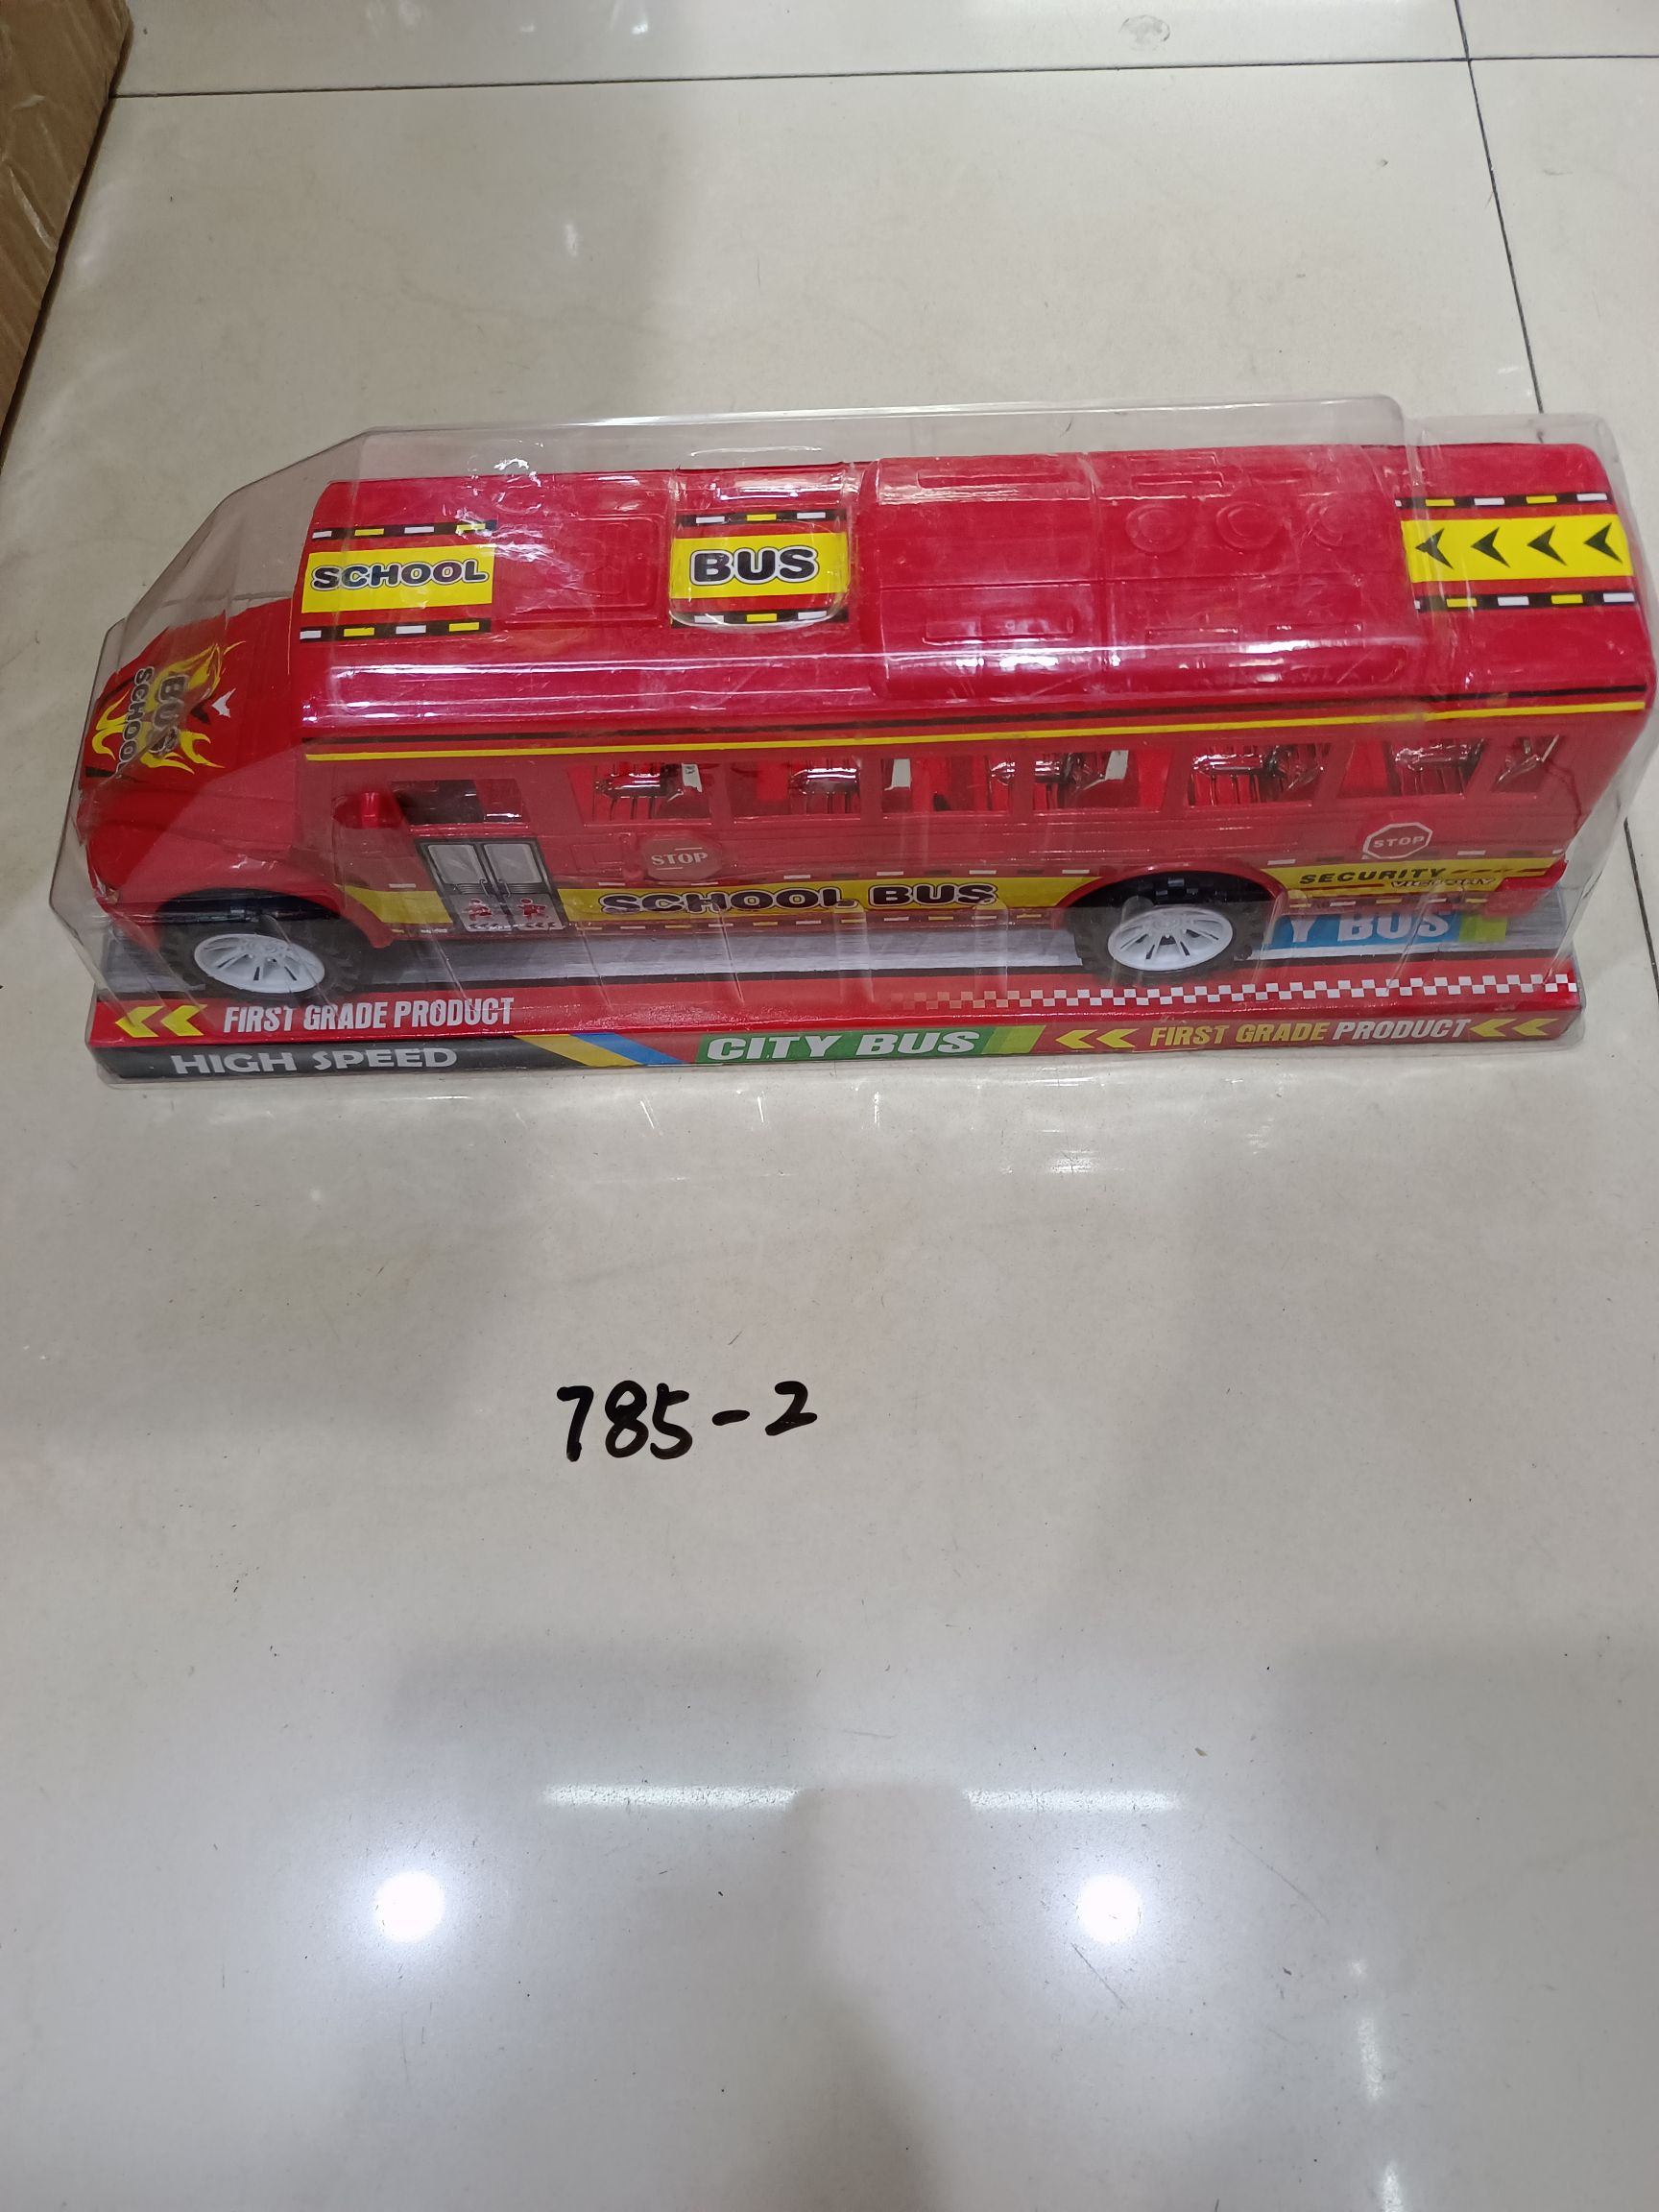 SCHOOL
BUS
BUS
SCHOOL
STOP
STOP
SCHOOL BUS
SECURITY
VICTORY
Y BUS
FIRST GRADE PRODUCT
HIGH SPEED
CITY BUS
FIRST GRADE PRODUCT
785-2